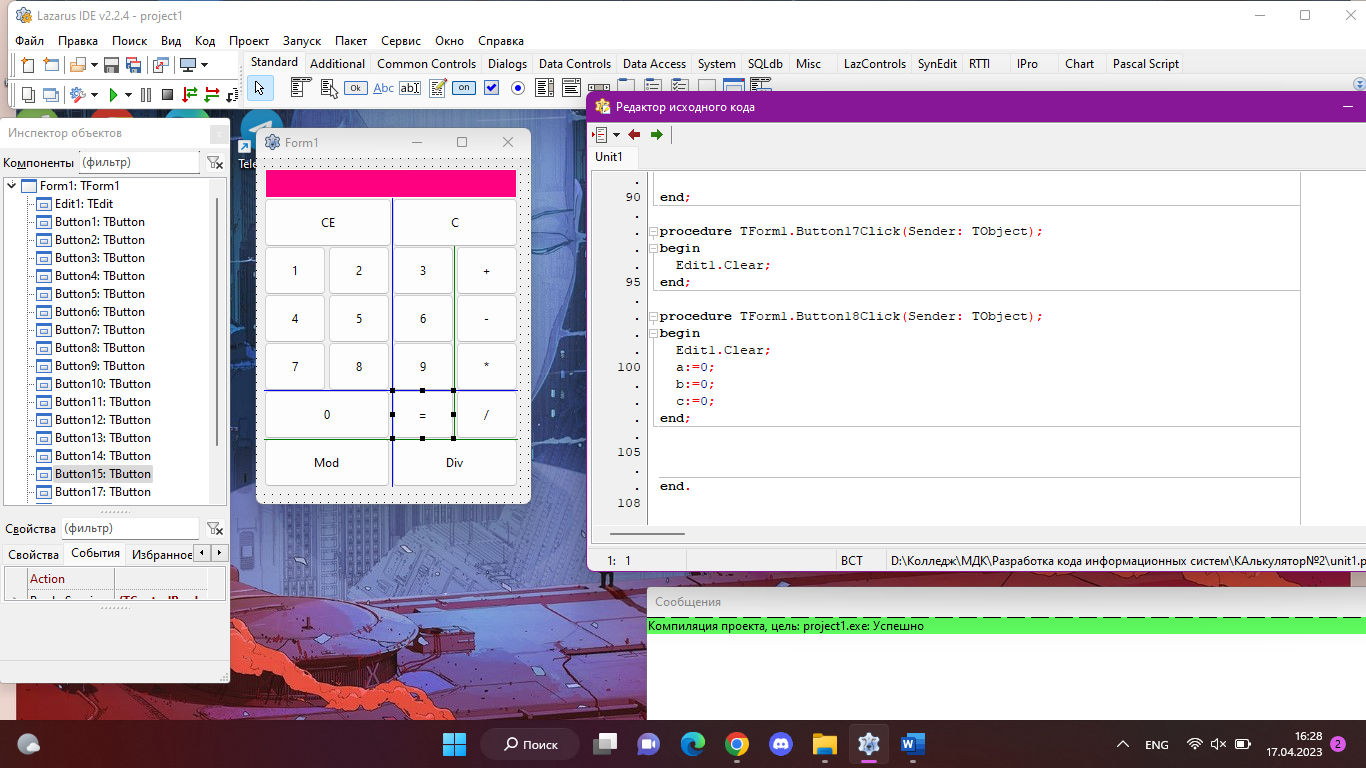 Lazarus IDE v2.2.4 - project1
Файл Правка Поиск Вид Код Проект Запуск Пакет Сервис Окно Справка
Standard Additional Common Controls Dialogs Data Controls Data Access System SQLdb Misc LazControls SynEdit RTTI IPro Chart Pascal Script
Ok Abc abI on
Инспектор объектов
Компоненты (фильтр)
Form1: TForm1
Edit1: TEdit
Button1: TButton
Button2: TButton
Button3: TButton
Button4: TButton
Button5: TButton
Button6: TButton
Button7: TButton
Button8: TButton
Button9: TButton
Button10: TButton
Button11: TButton
Button12: TButton
Button13: TButton
Button14: TButton
Button15: TButton
Button17: TButton
Свойства (фильтр)
Свойства События Избранное
Action
Tele
Form1
CE C
1 2 3 +
4 5 6 -
7 8 9 *
0 = /
Mod Div
Редактор исходного кода
Unit1
.
90 end;
.
. procedure TForm1.Button17Click(Sender: TObject);
. begin
. Edit1.Clear;
95 end;
.
. procedure TForm1.Button18Click(Sender: TObject);
. begin
. Edit1.Clear;
100 a:=0;
. b:=0;
. c:=0;
. end;
.
105
.
. end.
108
1: 1 ВСТ D:\Колледж\МДК\Разработка кода информационных систем\КАлькулятор№2\unit1.p
Сообщения
Компиляция проекта, цель: project1.exe: Успешно
Поиск
ENG
16:28
17.04.2023
2